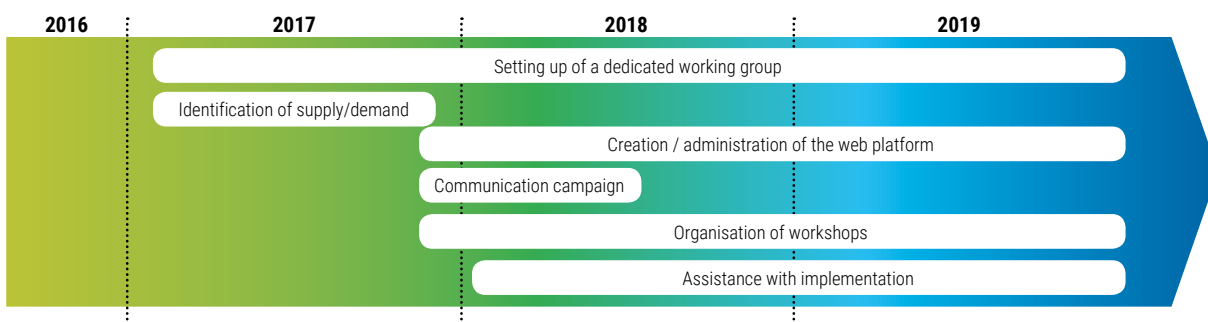 2016 2017 2018 2019
Setting up of a dedicated working group
Identification of supply/demand
Creation / administration of the web platform
Communication campaign
Organisation of workshops
Assistance with implementation